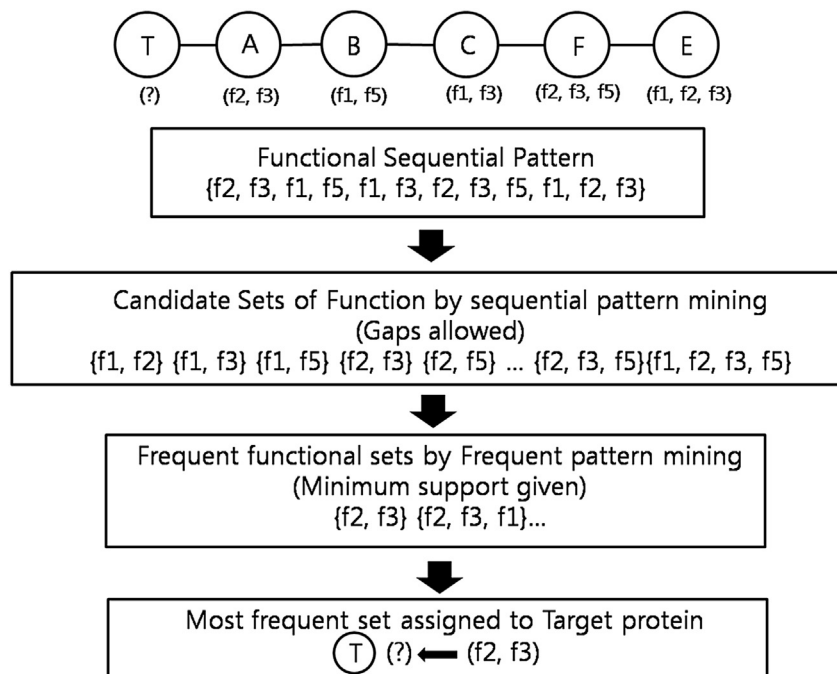 T A B C F E
(?) (f2, f3) (f1, f5) (f1, f3) (f2, f3, f5) (f1, f2, f3)
Functional Sequential Pattern
{f2, f3, f1, f5, f1, f3, f2, f3, f5, f1, f2, f3}
Candidate Sets of Function by sequential pattern mining
(Gaps allowed)
{f1, f2} {f1, f3} {f1, f5} {f2, f3} {f2, f5} ... {f2, f3, f5}{f1, f2, f3, f5}
Frequent functional sets by Frequent pattern mining
(Minimum support given)
{f2, f3} {f2, f3, f1}...
Most frequent set assigned to Target protein
T (?) (f2, f3)